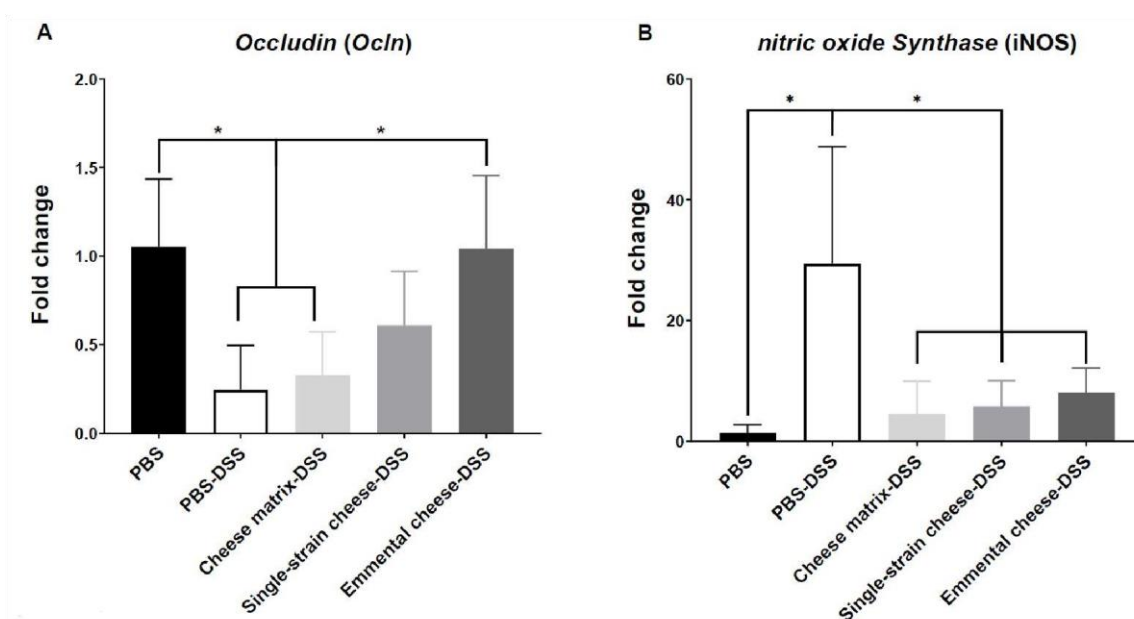 A
Occludin (Ocln)
Fold change
2.0
1.5
1.0
0.5
0.0
*
*
PBS
PBS-DSS
Cheese matrix-DSS
Single-strain cheese-DSS
Emmental cheese-DSS
B
nitric oxide Synthase (iNOS)
Fold change
60
40
20
0
*
*
PBS
PBS-DSS
Cheese matrix-DSS
Single-strain cheese-DSS
Emmental cheese-DSS